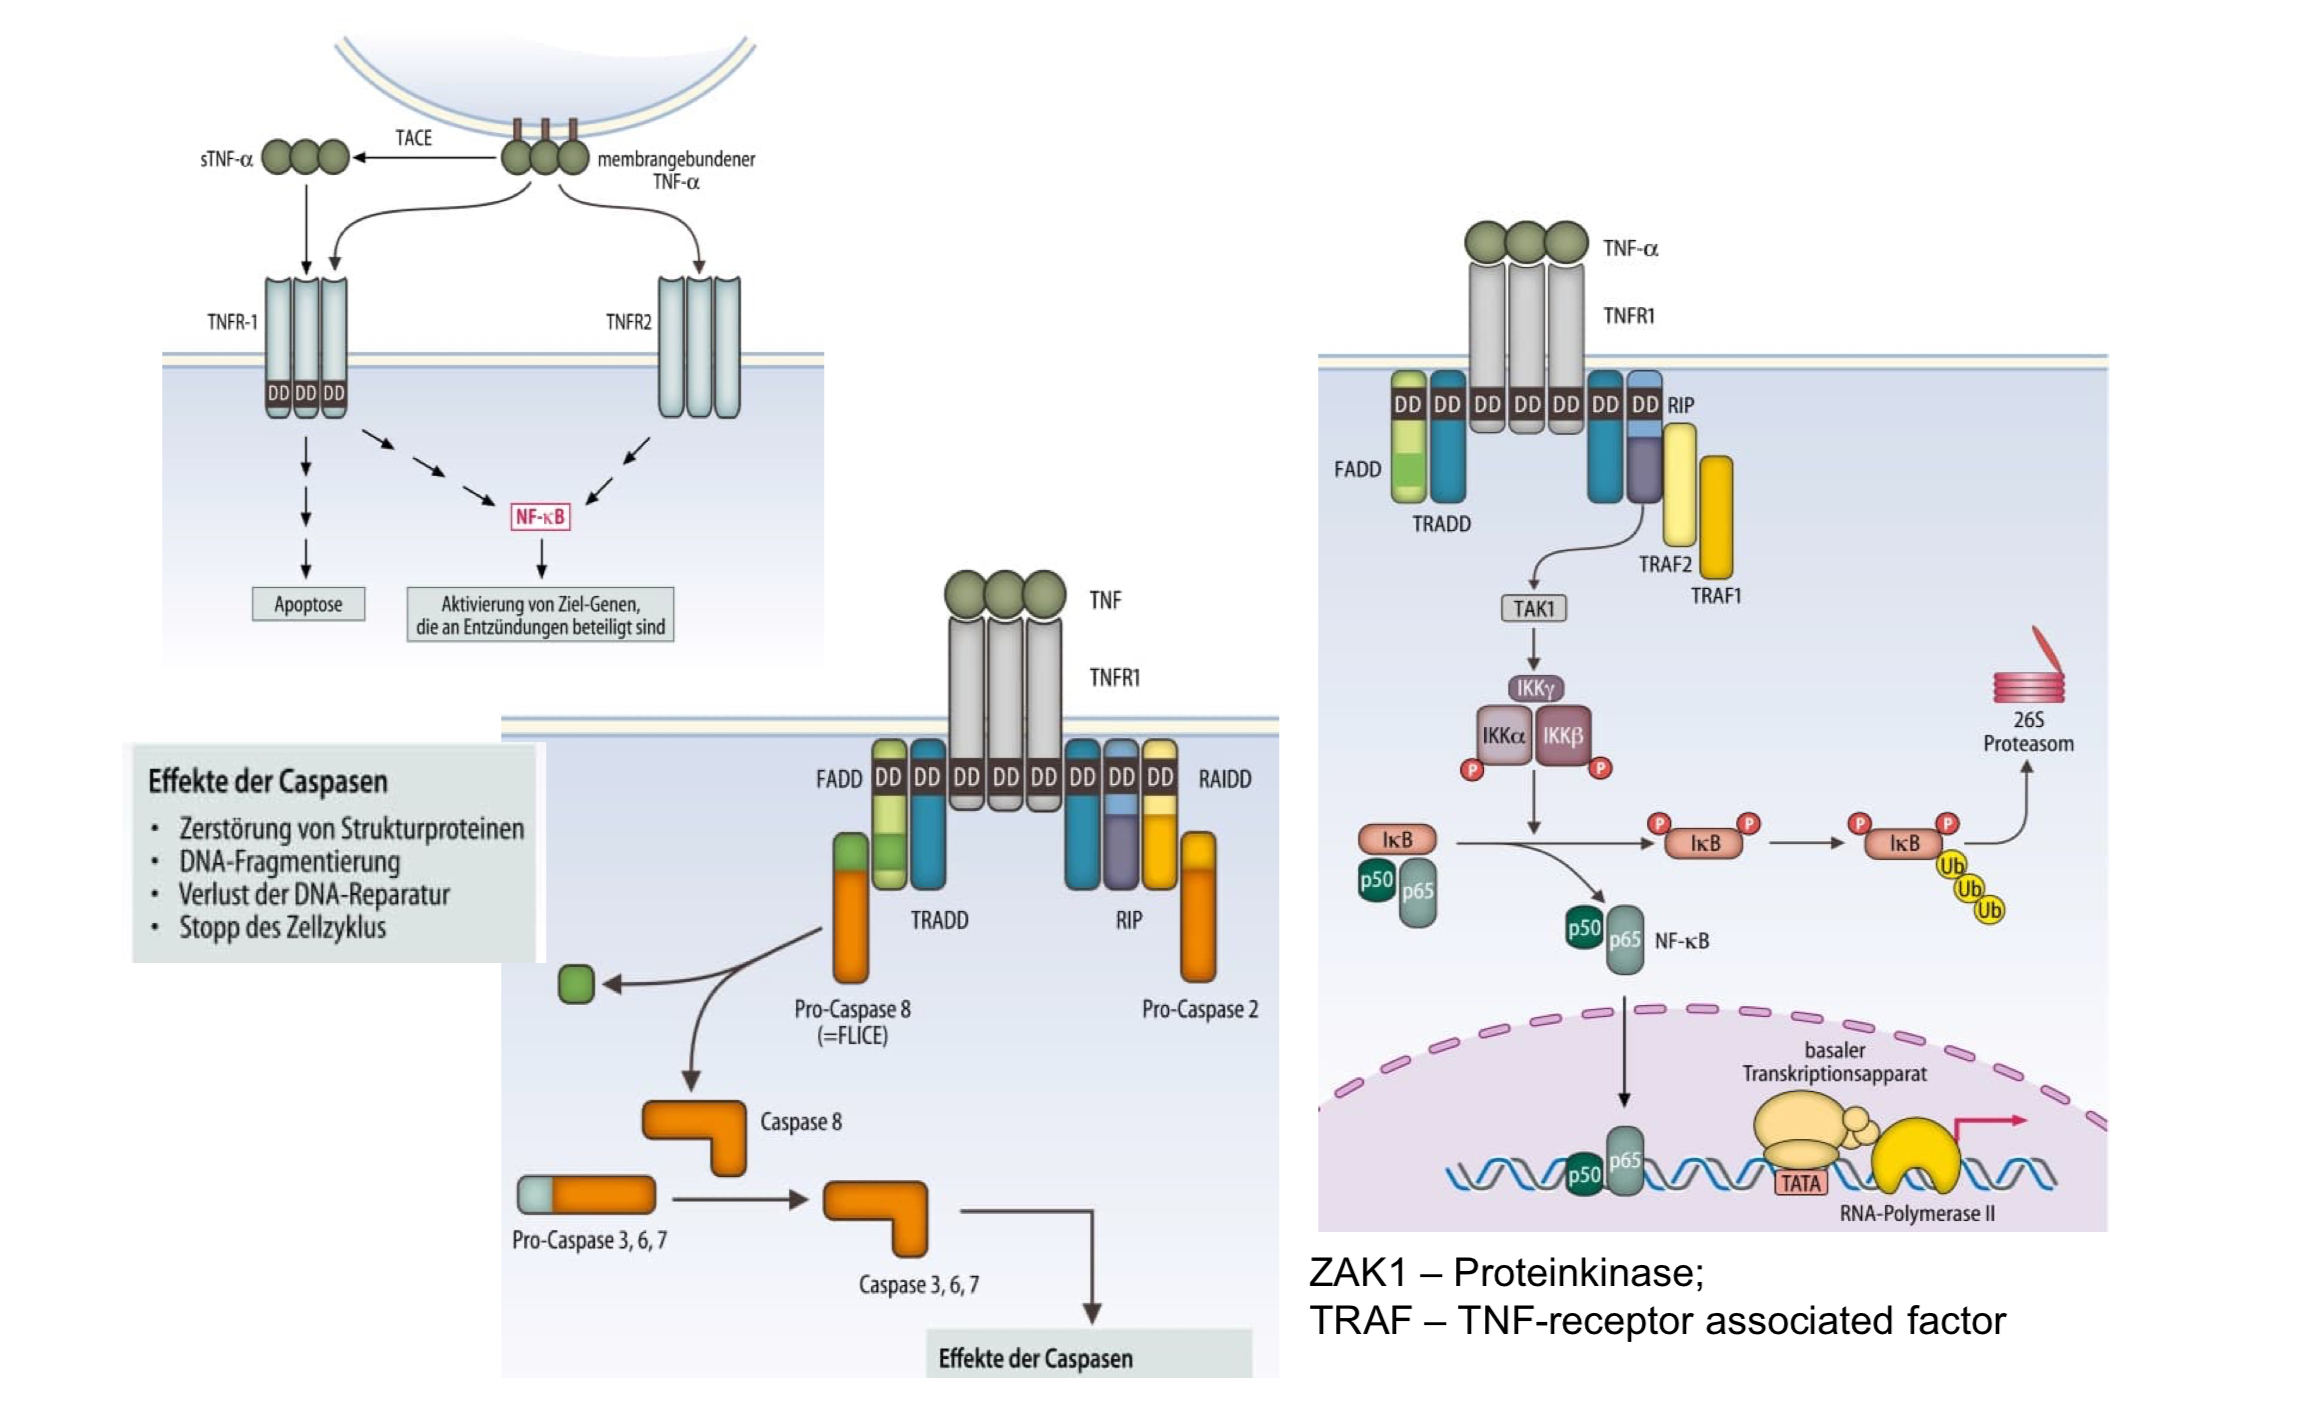 TACE
sTNF-α
membrangebundener
TNF-α
TNFR-1
TNFR2
DD DD DD
NF-κB
Apoptose
Aktivierung von Ziel-Genen,
die an Entzündungen beteiligt sind
Effekte der Caspasen
• Zerstörung von Strukturproteinen
• DNA-Fragmentierung
• Verlust der DNA-Reparatur
• Stopp des Zellzyklus
TNF
TNFR1
FADD DD DD DD DD DD DD DD DD RAIDD
TRADD
RIP
Pro-Caspase 8
(=FLICE)
Pro-Caspase 2
Caspase 8
Pro-Caspase 3, 6, 7
Caspase 3, 6, 7
Effekte der Caspasen
TNF-α
TNFR1
DD DD DD DD DD DD DD RIP
FADD
TRADD
TRAF2
TRAF1
TAK1
IKKγ
IKKα IKKβ
P P
26S
Proteasom
P P P P
IκB IκB IκB
p50 p65
Ub
Ub
Ub
p50 p65 NF-κB
basaler
Transkriptionsapparat
p50 p65
TATA
RNA-Polymerase II
ZAK1 – Proteinkinase;
TRAF – TNF-receptor associated factor